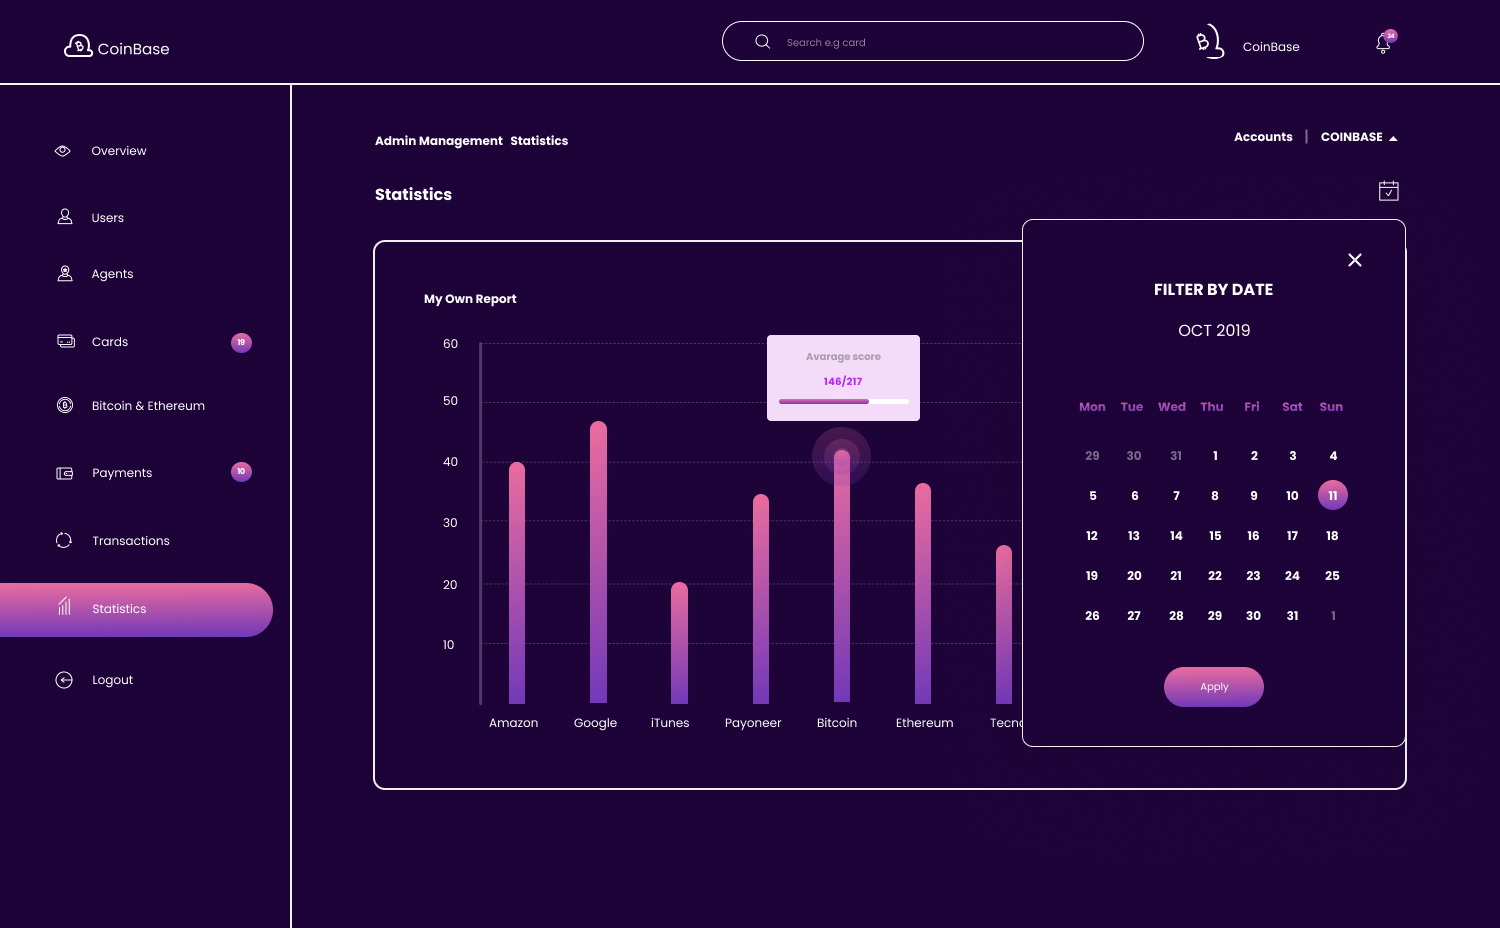 CoinBase
Search e.g card
CoinBase
24
Overview
Users
Agents
Cards 19
Bitcoin & Ethereum
Payments 10
Transactions
Statistics
Logout
Admin Management Statistics
Accounts | COINBASE
Statistics
My Own Report
60
50
40
30
20
10
Avarage score
146/217
Amazon Google iTunes Payoneer Bitcoin Ethereum
FILTER BY DATE
OCT 2019
Mon Tue Wed Thu Fri Sat Sun
29 30 31 1 2 3 4
5 6 7 8 9 10 11
12 13 14 15 16 17 18
19 20 21 22 23 24 25
26 27 28 29 30 31 1
Apply